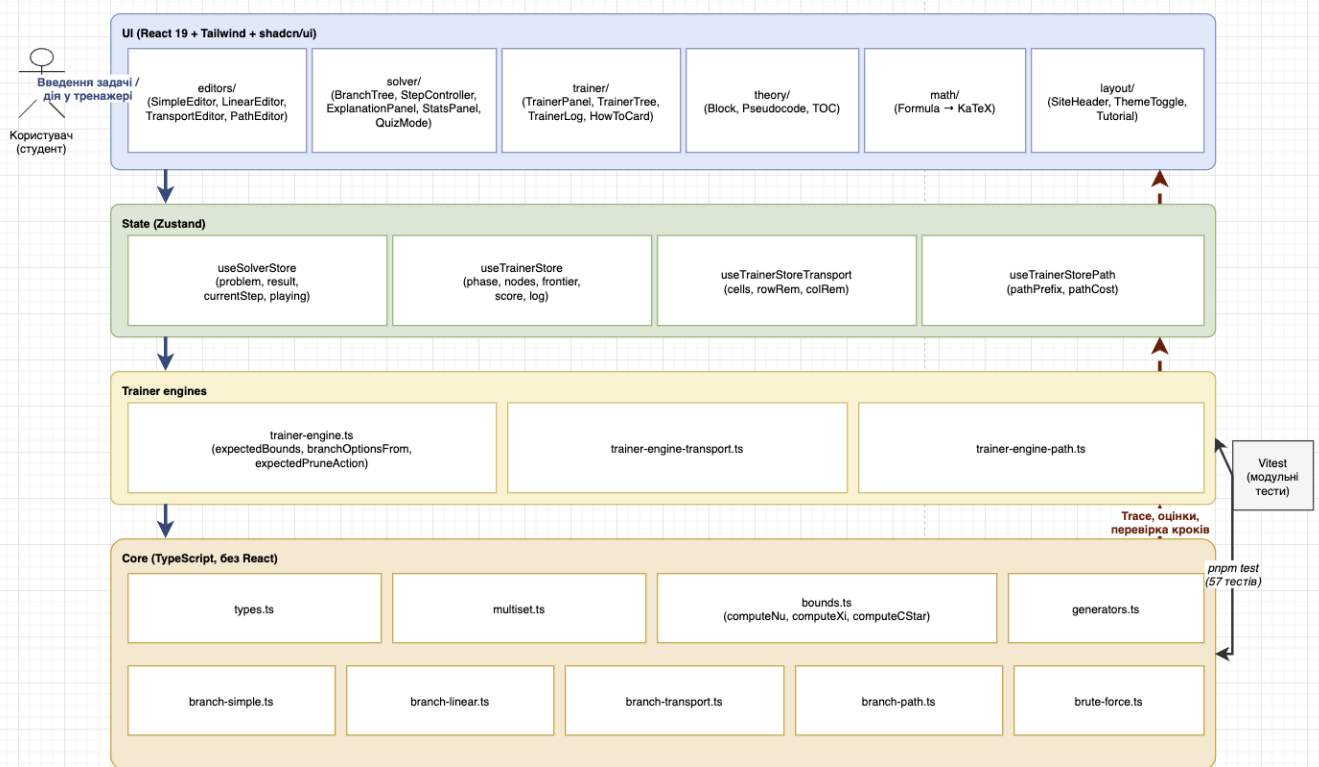 UI (React 19 + Tailwind + shadcn/ui)
Введення задачі /
дія у тренажері
Користувач
(студент)
editors/
(SimpleEditor, LinearEditor,
TransportEditor, PathEditor)
solver/
(BranchTree, StepController,
ExplanationPanel, StatsPanel,
QuizMode)
trainer/
(TrainerPanel, TrainerTree,
TrainerLog, HowToCard)
theory/
(Block, Pseudocode, TOC)
math/
(Formula → KaTeX)
layout/
(SiteHeader, ThemeToggle,
Tutorial)
State (Zustand)
useSolverStore
(problem, result,
currentStep, playing)
useTrainerStore
(phase, nodes, frontier,
score, log)
useTrainerStoreTransport
(cells, rowRem, colRem)
useTrainerStorePath
(pathPrefix, pathCost)
Trainer engines
trainer-engine.ts
(expectedBounds, branchOptionsFrom,
expectedPruneAction)
trainer-engine-transport.ts
trainer-engine-path.ts
Vitest
(модульні
тести)
Trace, оцінки,
перевірка кроків
pnpm test
(57 тестів)
Core (TypeScript, без React)
types.ts
multiset.ts
bounds.ts
(computeNu, computeXi, computeCStar)
generators.ts
branch-simple.ts
branch-linear.ts
branch-transport.ts
branch-path.ts
brute-force.ts